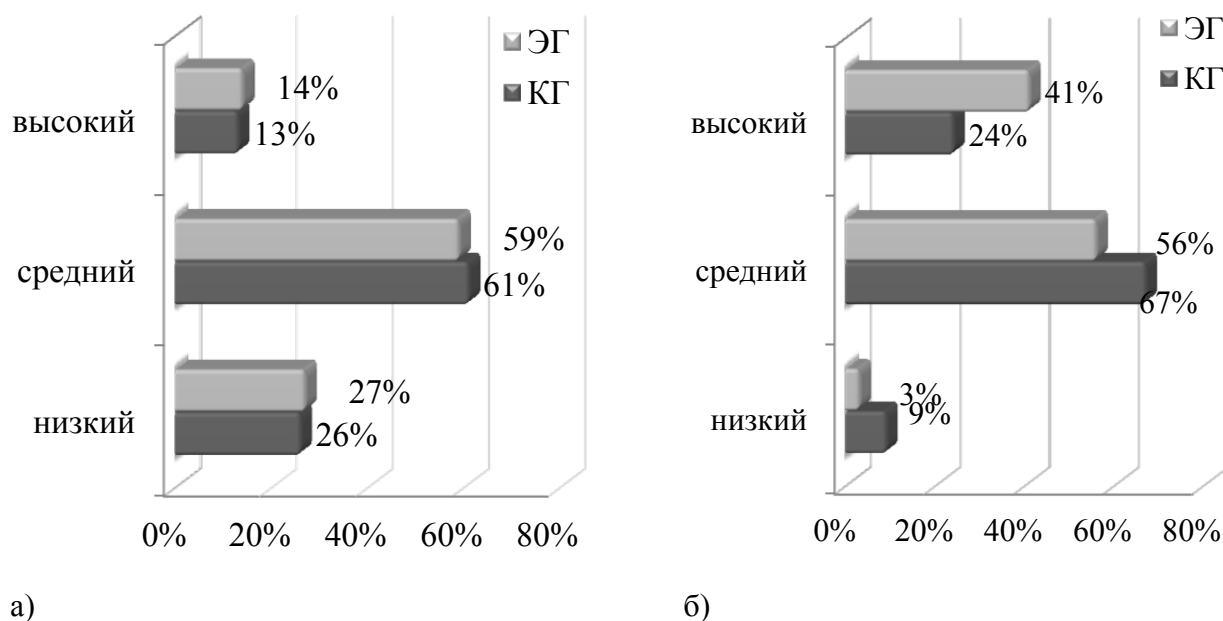 ЭГ
КГ
высокий
14%
13%
средний
59%
61%
низкий
27%
26%
0% 20% 40% 60% 80%
а)
ЭГ
КГ
высокий
41%
24%
средний
56%
67%
низкий
3%
9%
0% 20% 40% 60% 80%
б)